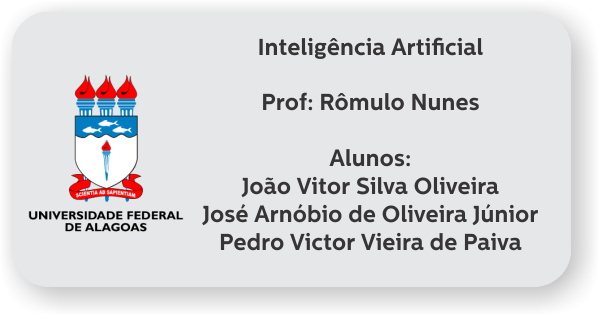 Inteligência Artificial
Prof: Rômulo Nunes
Alunos:
João Vitor Silva Oliveira
José Arnóbio de Oliveira Júnior
Pedro Victor Vieira de Paiva
SCIENTIA AD SAPIENTIAM
UNIVERSIDADE FEDERAL
DE ALAGOAS